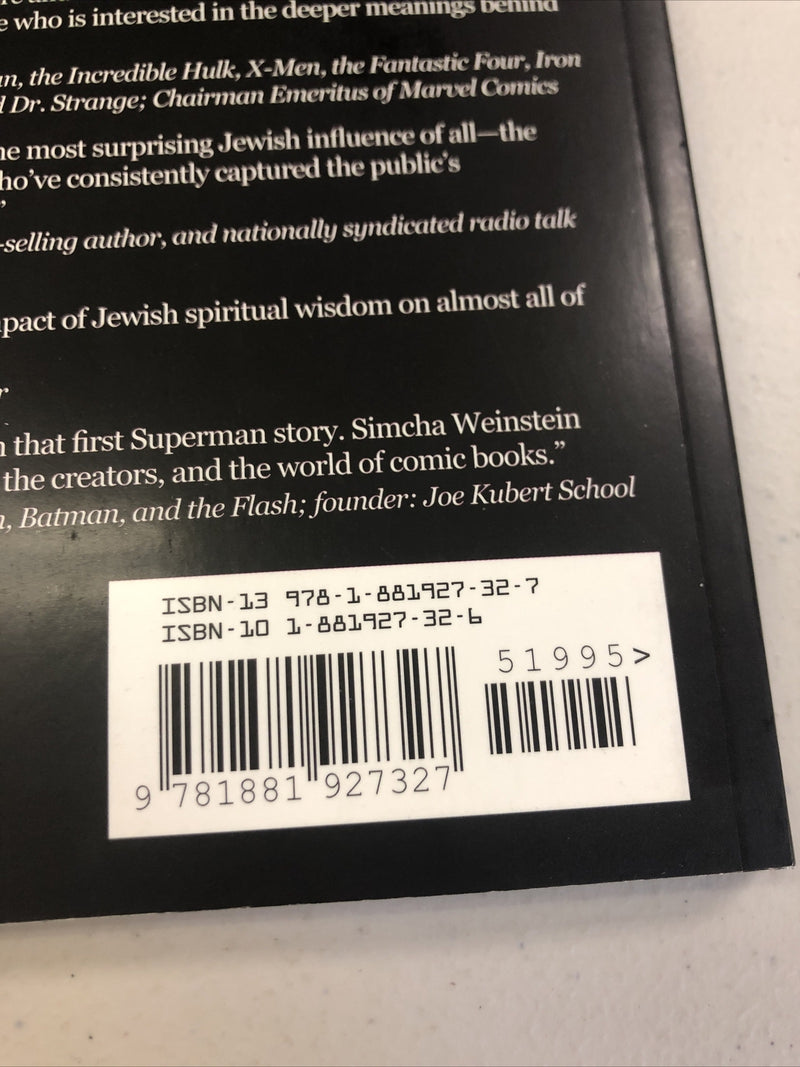 who is interested in the deeper meanings behind
the Incredible Hulk, X-Men, the Fantastic Four, Iron
Dr. Strange; Chairman Emeritus of Marvel Comics
most surprising Jewish influence of all—the
who've consistently captured the public's
”
-selling author, and nationally syndicated radio talk
of Jewish spiritual wisdom on almost all of
that first Superman story. Simcha Weinstein
the creators, and the world of comic books.”
Batman, and the Flash; founder: Joe Kubert School
ISBN-13 978-1-881927-32-7
ISBN-10 1-881927-32-6
51995>
9 781881 927327